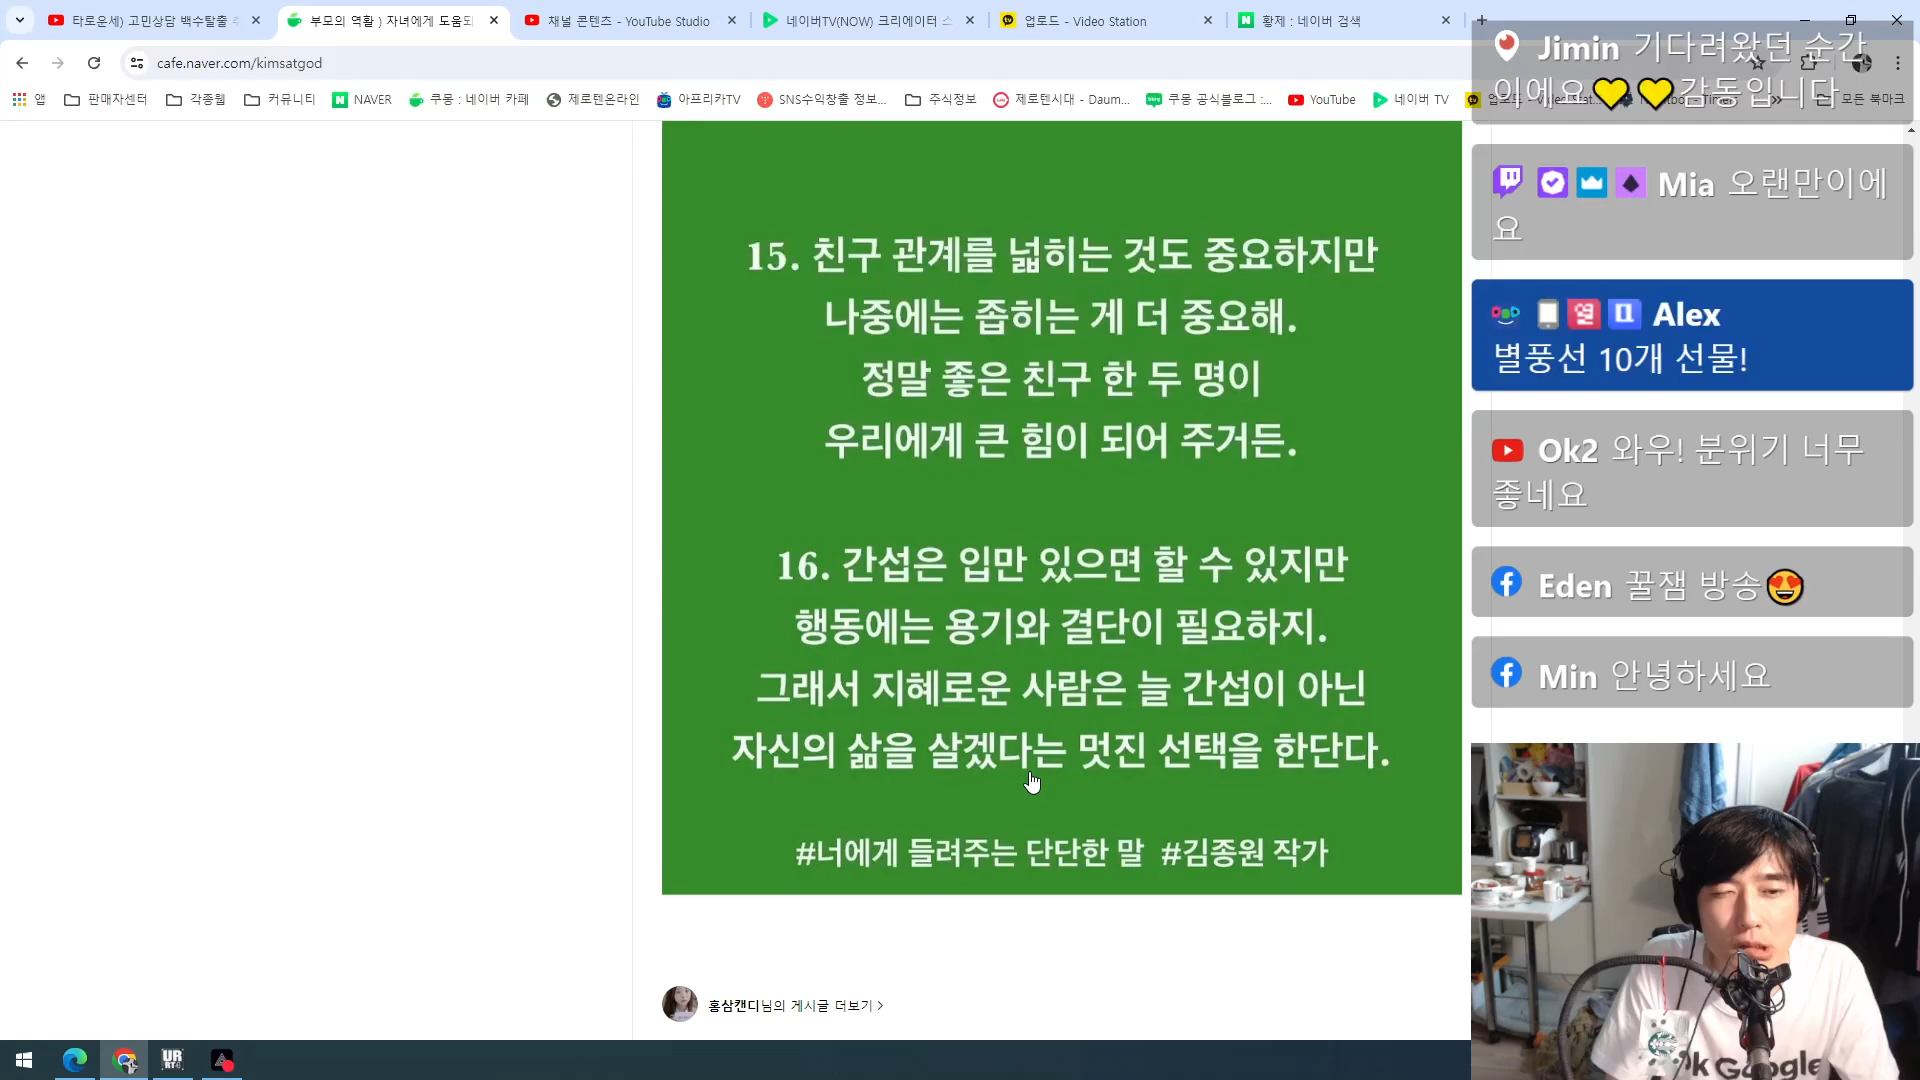 타로운세) 고민상담 백수탈출
부모의 역활 ) 자녀에게 도움되
채널 콘텐츠 - YouTube Studio
네이버TV(NOW) 크리에이터 스
업로드 - Video Station
황제 : 네이버 검색
cafe.naver.com/kimsatgod
앱
판매자센터
각종웹
커뮤니티
NAVER
쿠몽 : 네이버 카페
제로텐온라인
아프리카TV
SNS수익창출 정보...
주식정보
제로텐시대 - Daum...
쿠몽 공식블로그 :...
YouTube
네이버 TV
모든 북마크
15. 친구 관계를 넓히는 것도 중요하지만
나중에는 좁히는 게 더 중요해.
정말 좋은 친구 한 두 명이
우리에게 큰 힘이 되어 주거든.
16. 간섭은 입만 있으면 할 수 있지만
행동에는 용기와 결단이 필요하지.
그래서 지혜로운 사람은 늘 간섭이 아닌
자신의 삶을 살겠다는 멋진 선택을 한단다.
#너에게 들려주는 단단한 말 #김종원 작가
홍삼캔디님의 게시글 더보기 >
Jimin 기다려왔던 순간
이에요💛💛감동입니다
Mia 오랜만이에
요
Alex
별풍선 10개 선물!
Ok2 와우! 분위기 너무
좋네요
Eden 꿀잼 방송😍
Min 안녕하세요
Google